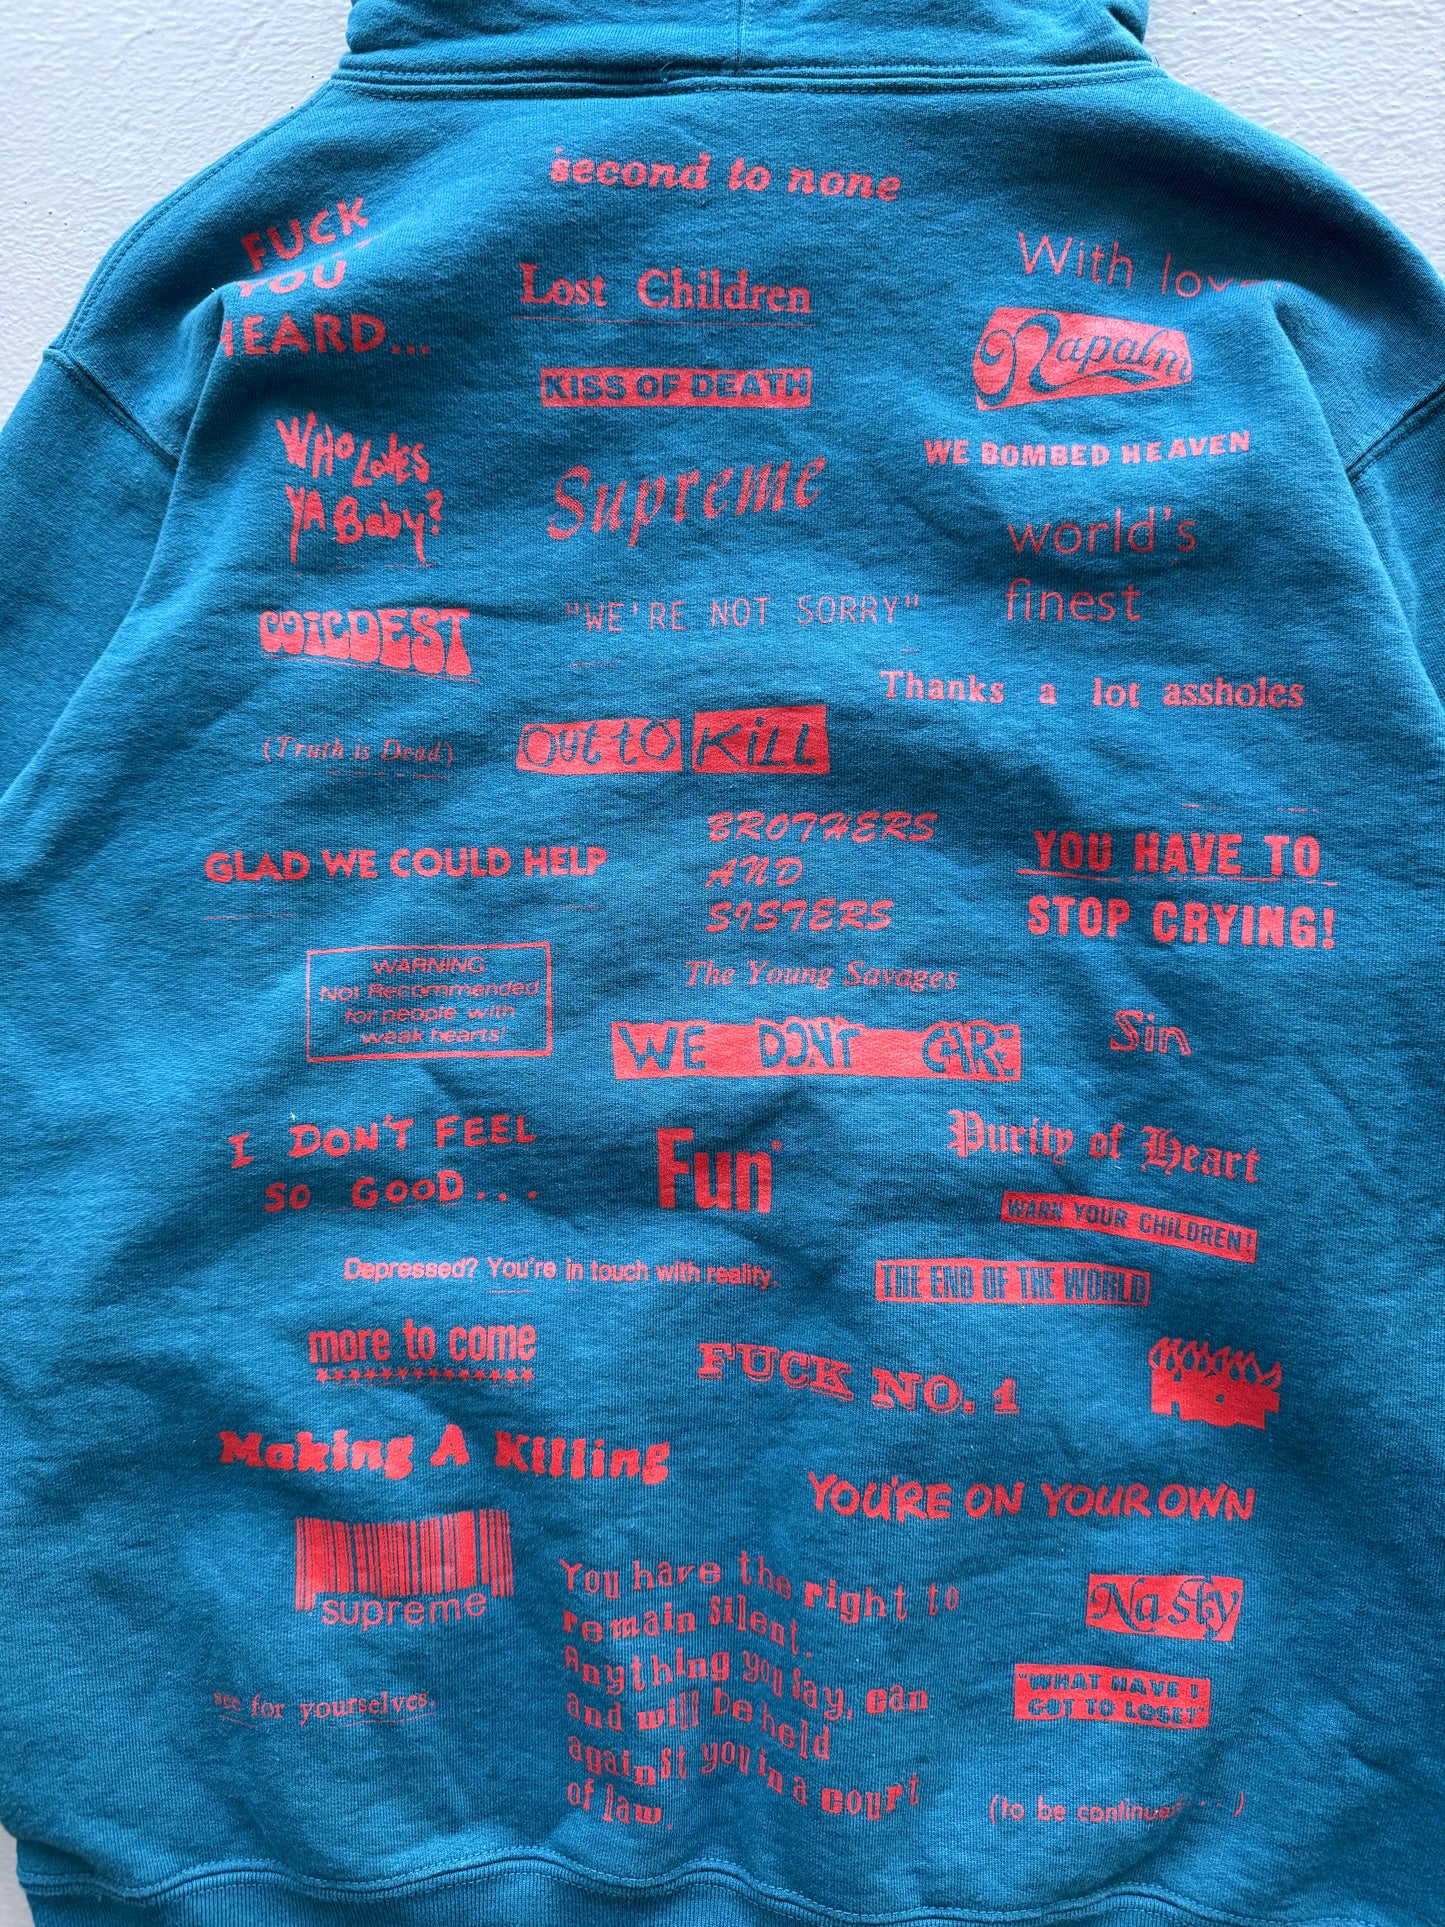 second to none
FUCK
YOU
HEARD...
With love
Lost Children
Napalm
KISS OF DEATH
WHO LOVES
YA BABY?
WE BOMBED HEAVEN
Supreme
world's
finest
"WE'RE NOT SORRY"
WILDEST
Thanks a lot assholes
(Truth is Dead)
OUT TO KILL
BROTHERS
AND
SISTERS
GLAD WE COULD HELP
YOU HAVE TO
STOP CRYING!
WARNING
Not Recommended
for people with
weak hearts!
The Young Savages
WE DON'T CARE
Sin
I DON'T FEEL
SO GOOD...
Fun®
Purity of Heart
WARN YOUR CHILDREN!
Depressed? You're in touch with reality.
THE END OF THE WORLD
more to come
FUCK NO. 1
HOT
Making A Killing
YOU'RE ON YOUR OWN
supreme
You have the right to
remain silent.
Anything you say, can
and will be held
against you in a court
of law.
Nasty
"WHAT HAVE I
GOT TO LOSE?"
see for yourselves.
(to be continued...)